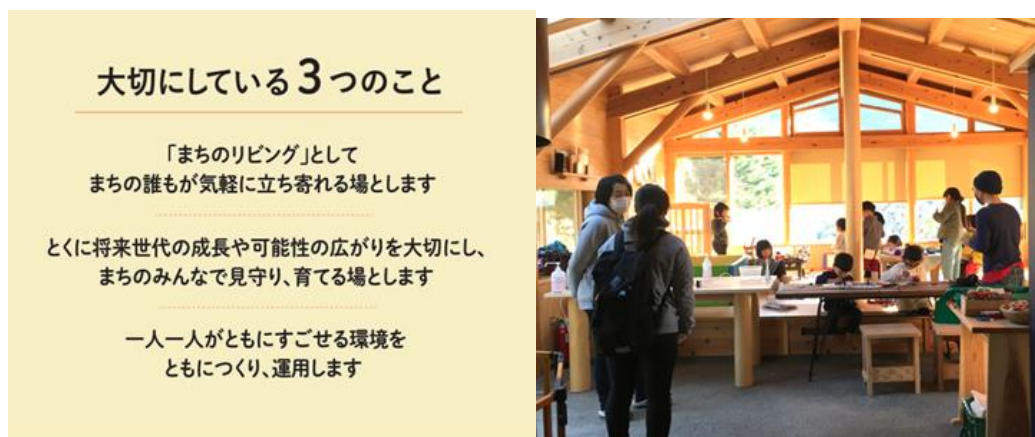 大切にしている3つのこと
「まちのリビング」として
まちの誰もが気軽に立ち寄れる場とします
とくに将来世代の成長や可能性の広がりを大切にし、
まちのみんなで見守り、育てる場とします
一人一人がともにすごせる環境を
ともにつくり、運用します